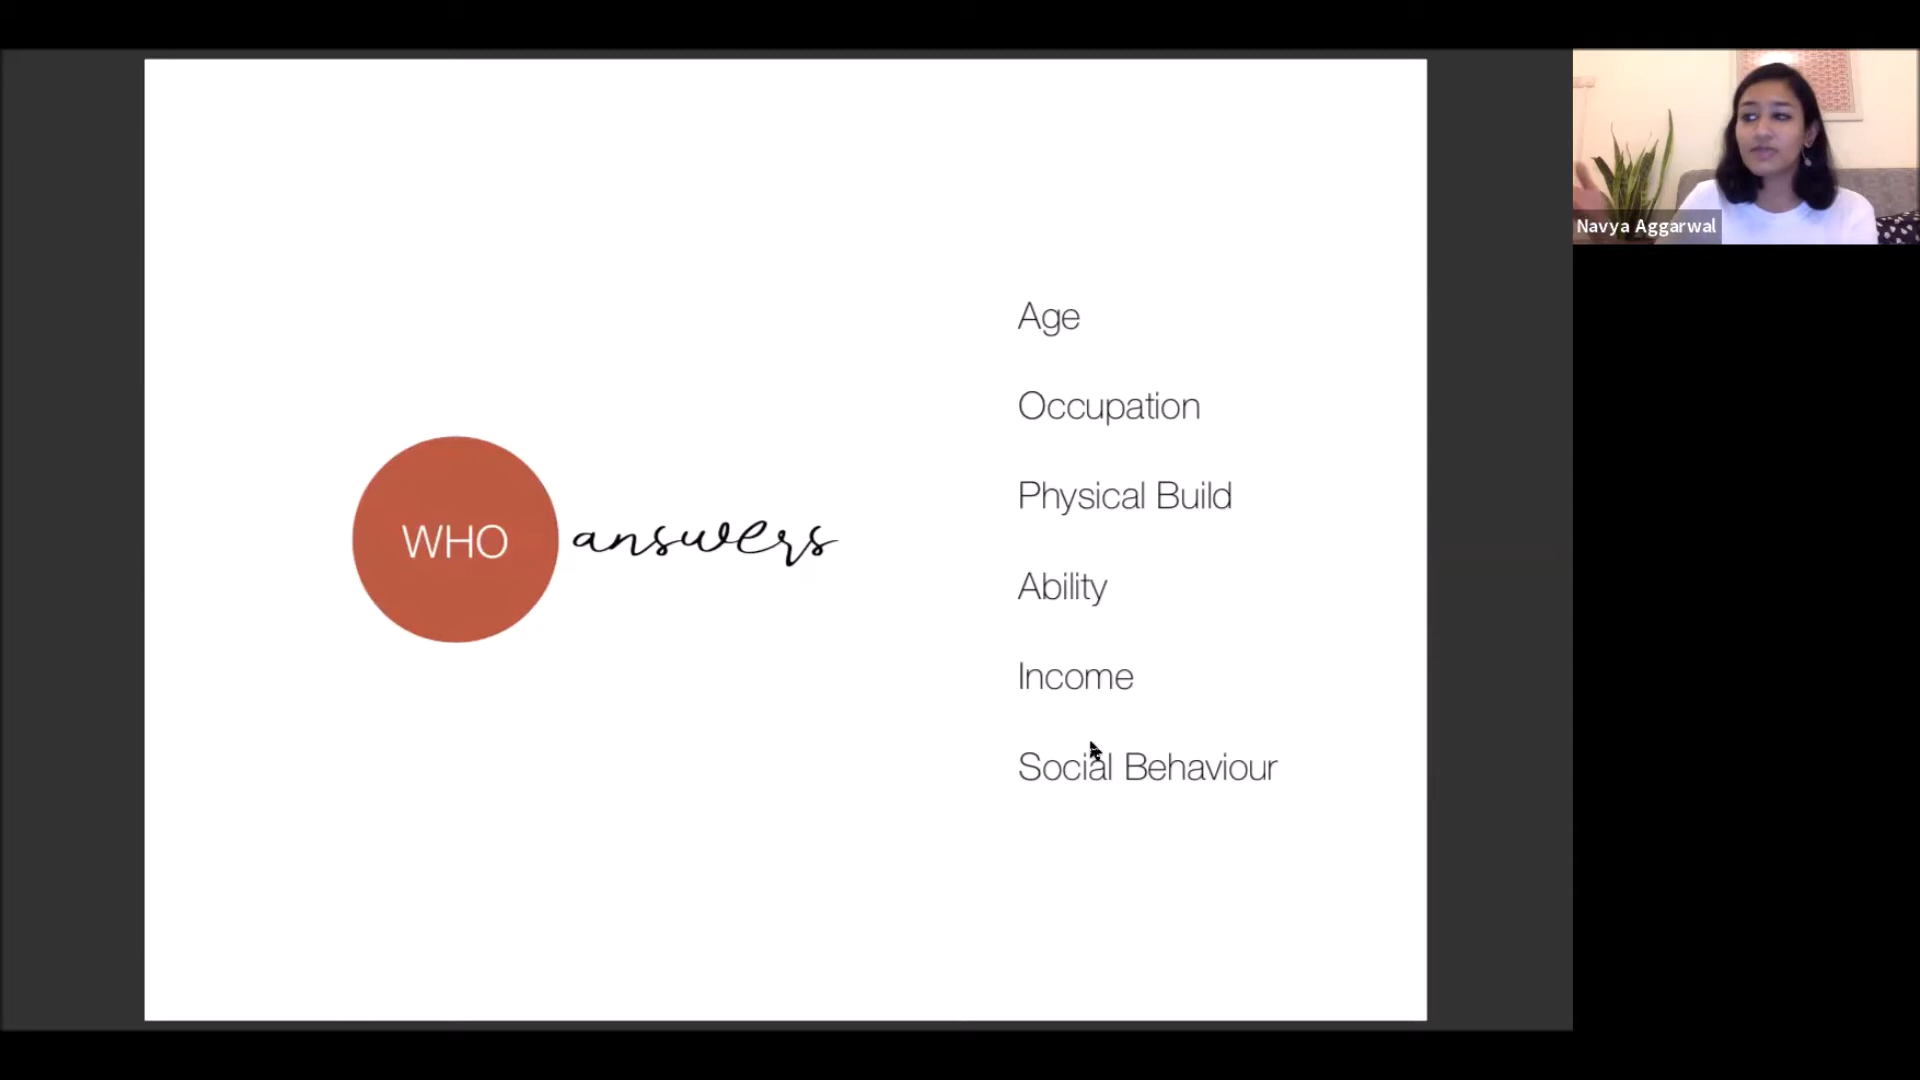 WHO answers
Age
Occupation
Physical Build
Ability
Income
Social Behaviour
Navya Aggarwal